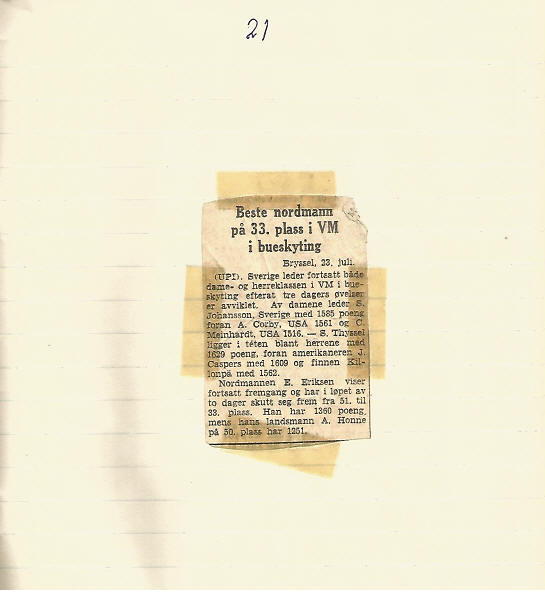 21
Beste nordmann
på 33. plass i VM
i bueskyting
Bryssel, 23. juli.
(UPI). Sverige leder fortsatt både
dame- og herreklassen i VM i bue-
skyting efterat tre dagers øvelser
er avviklet. Av damene leder S.
Johansson, Sverige med 1585 poeng
foran A. Corby, USA 1561 og C.
Meinhardt, USA 1516. — S. Thyssel
ligger i téten blant herrene med
1629 poeng, foran amerikaneren J.
Caspers med 1609 og finnen Kil-
lonpä med 1562.
Nordmannen E. Eriksen viser
fortsatt fremgang og har i løpet av
to dager skutt seg frem fra 51. til
33. plass. Han har 1360 poeng,
mens hans landsmann A. Honne
på 50. plass har 1251.